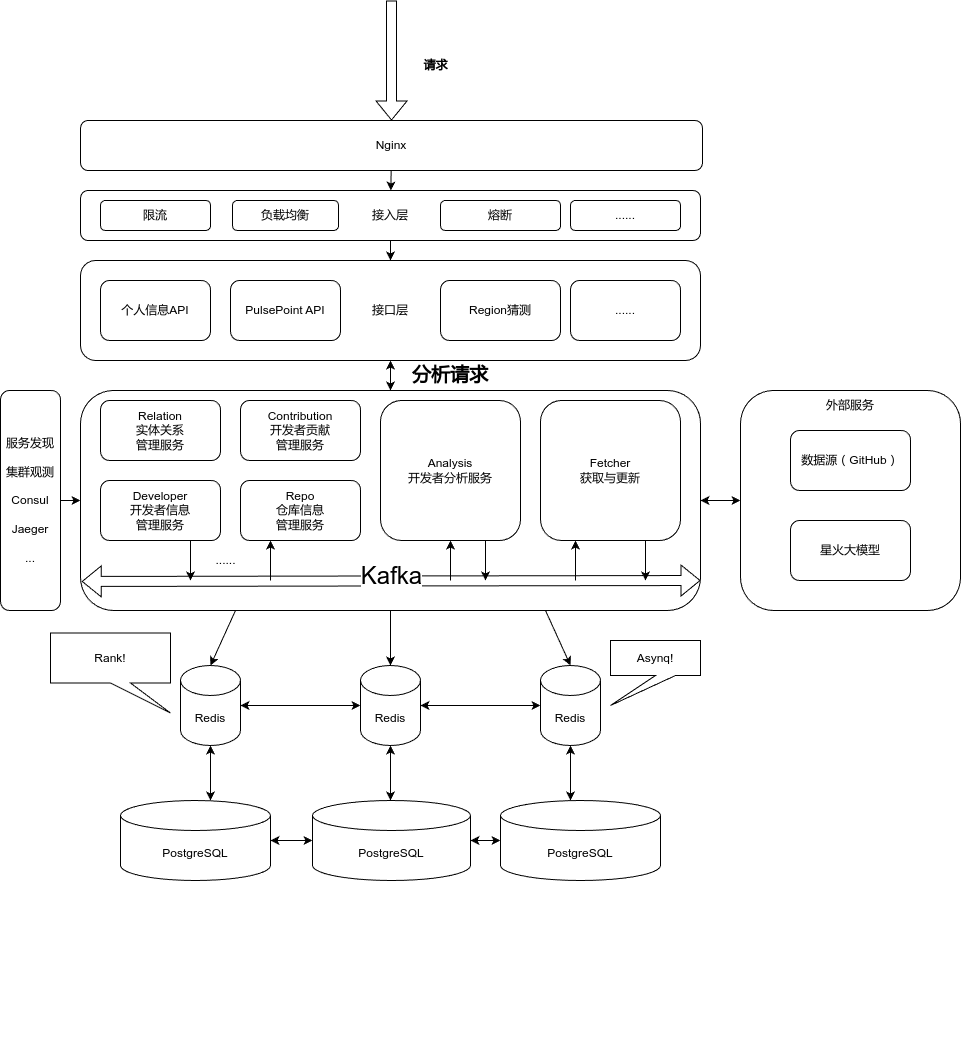 请求
Nginx
限流
负载均衡
接入层
熔断
......
个人信息API
PulsePoint API
接口层
Region猜测
......
分析请求
服务发现
集群观测
Consul
Jaeger
...
Relation
实体关系
管理服务
Contribution
开发者贡献
管理服务
Developer
开发者信息
管理服务
Repo
仓库信息
管理服务
Analysis
开发者分析服务
Fetcher
获取与更新
......
Kafka
外部服务
数据源（GitHub）
星火大模型
Rank!
Asynq!
Redis
Redis
Redis
PostgreSQL
PostgreSQL
PostgreSQL